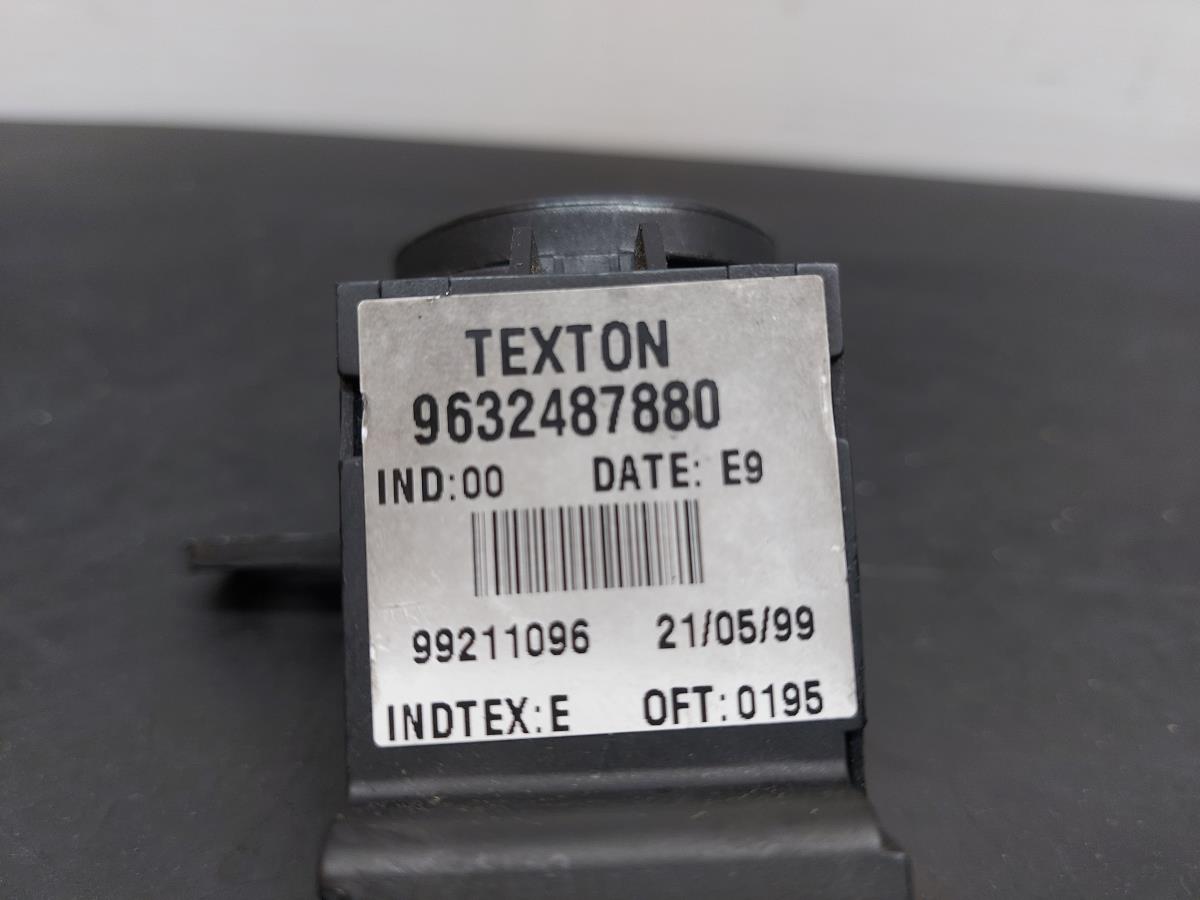 TEXTON
9632487880
IND:00 DATE: E9
99211096 21/05/99
INDTEX:E OFT:0195